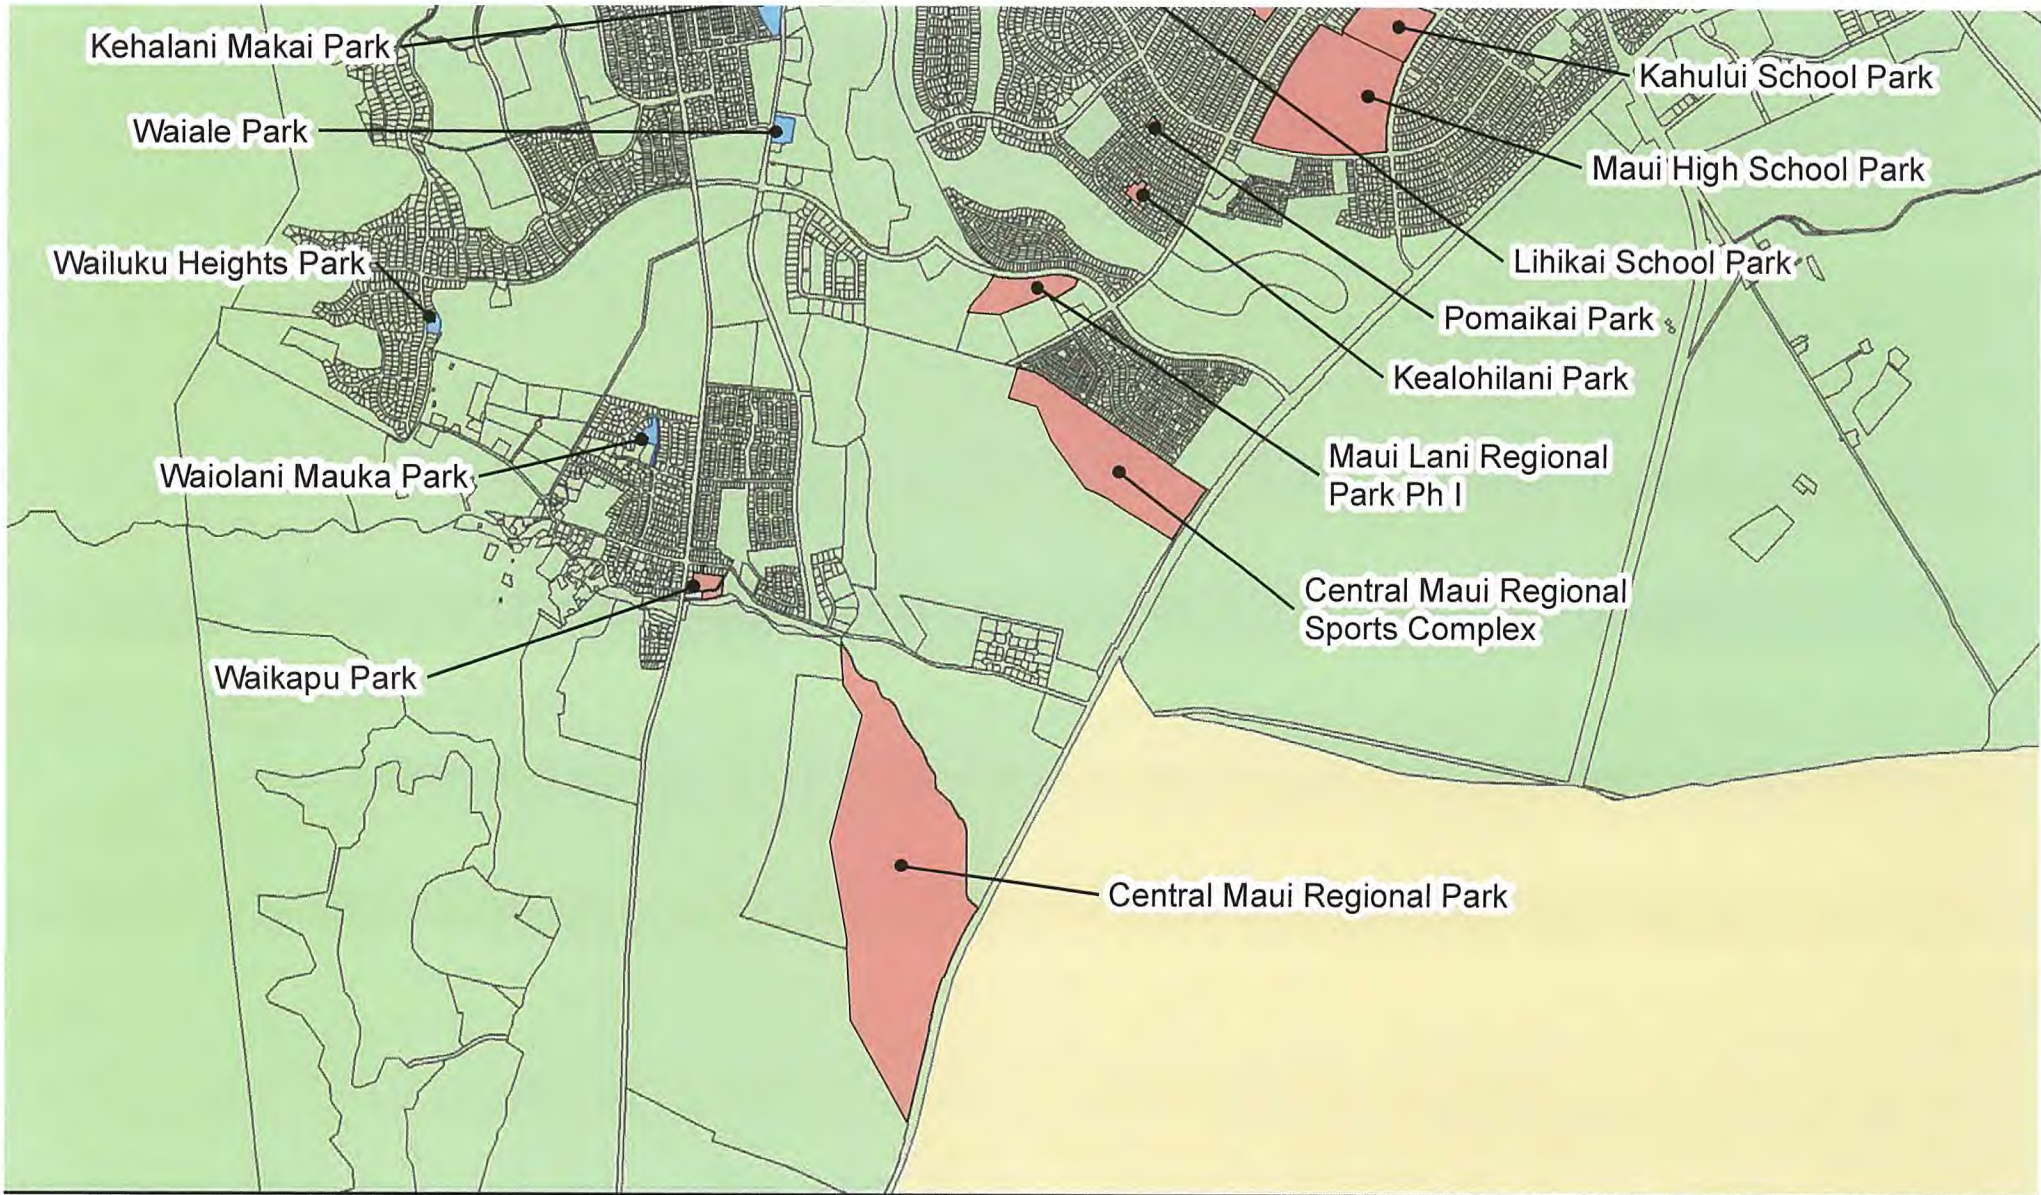 Kehalani Makai Park
Waiale Park
Wailuku Heights Park
Waiolani Mauka Park
Waikapu Park
Kahului School Park
Maui High School Park
Lihikai School Park
Pomaikai Park
Kealohilani Park
Maui Lani Regional
Park Ph I
Central Maui Regional
Sports Complex
Central Maui Regional Park